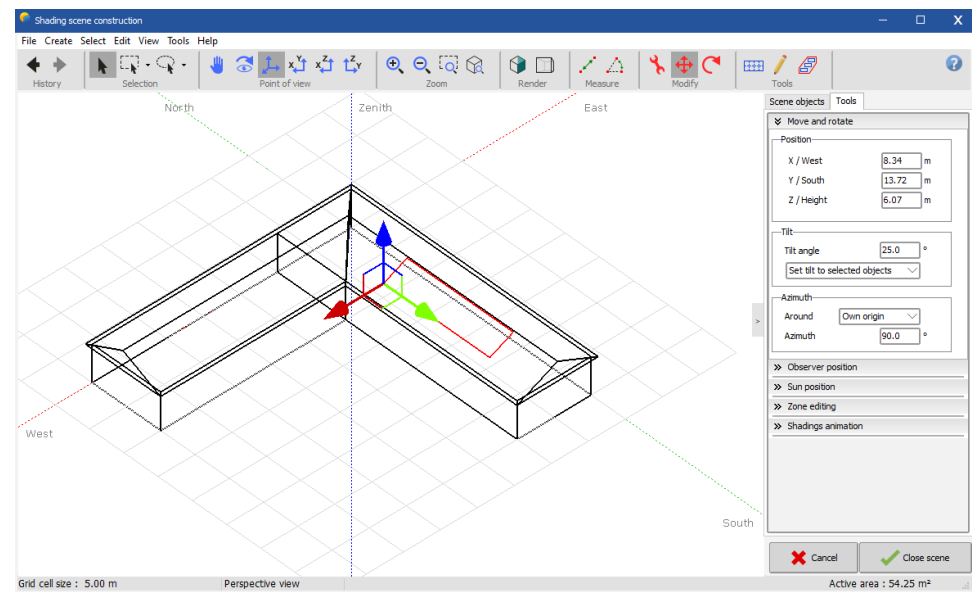 Shading scene construction
File Create Select Edit View Tools Help
History Selection Point of view Zoom Render Measure Modify Tools
North
Zenith
East
West
South
Scene objects Tools
Move and rotate
Position
X / West 8.34 m
Y / South 13.72 m
Z / Height 6.07 m
Tilt
Tilt angle 25.0 °
Set tilt to selected objects
Azimuth
Around Own origin
Azimuth 90.0 °
>
Observer position
Sun position
Zone editing
Shadings animation
Cancel Close scene
Grid cell size : 5.00 m Perspective view Active area : 54.25 m²